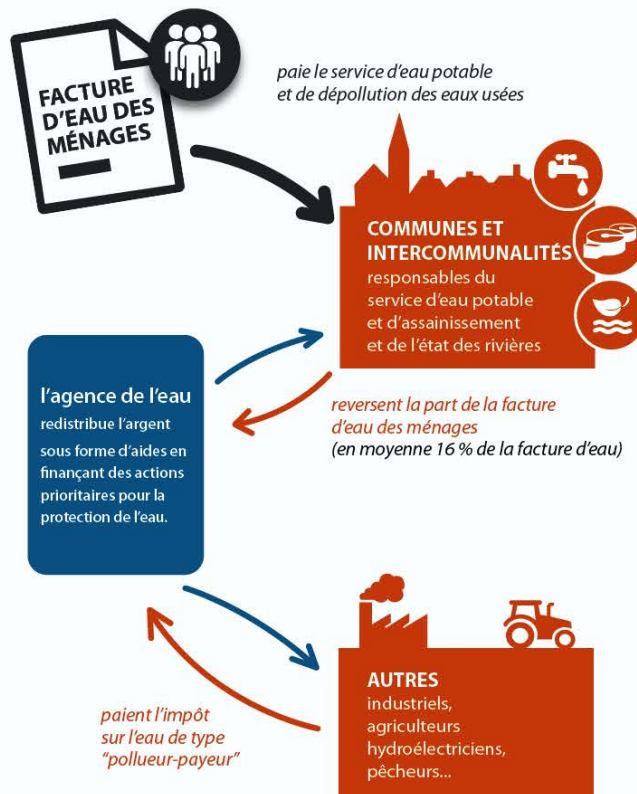 FACTURE
D'EAU DES
MÉNAGES
paie le service d'eau potable
et de dépollution des eaux usées
COMMUNES ET
INTERCOMMUNALITÉS
responsables du
service d'eau potable
et d'assainissement
et de l'état des rivières
l'agence de l'eau
redistribue l'argent
sous forme d'aides en
finançant des actions
prioritaires pour la
protection de l'eau.
reversent la part de la facture
d'eau des ménages
(en moyenne 16 % de la facture d'eau)
paient l'impôt
sur l'eau de type
"pollueur-payeur"
AUTRES
industriels,
agriculteurs
hydroélectriciens,
pêcheurs...